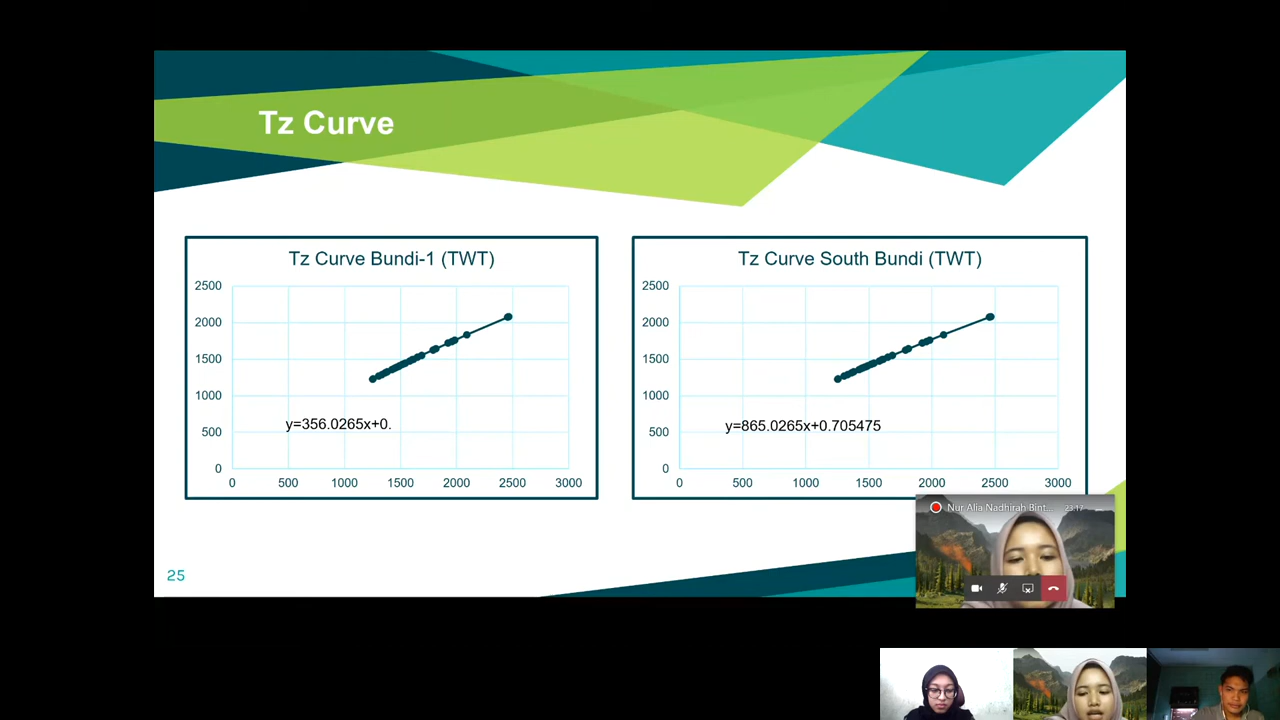 Tz Curve
Tz Curve Bundi-1 (TWT)
2500
2000
1500
1000
500
0
0 500 1000 1500 2000 2500 3000
y=356.0265x+0.
Tz Curve South Bundi (TWT)
2500
2000
1500
1000
500
0
0 500 1000 1500 2000 2500 3000
y=865.0265x+0.705475
Nur Alia Nadhirah Bint... 23:17
25